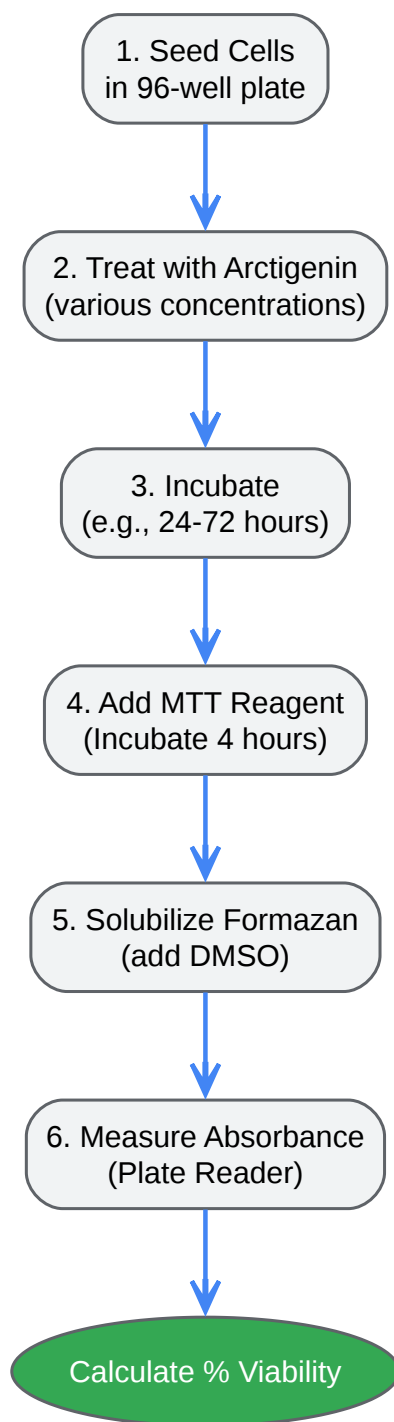 1. Seed Cells
in 96-well plate
2. Treat with Arctigenin
(various concentrations)
3. Incubate
(e.g., 24-72 hours)
4. Add MTT Reagent
(Incubate 4 hours)
5. Solubilize Formazan
(add DMSO)
6. Measure Absorbance
(Plate Reader)
Calculate % Viability